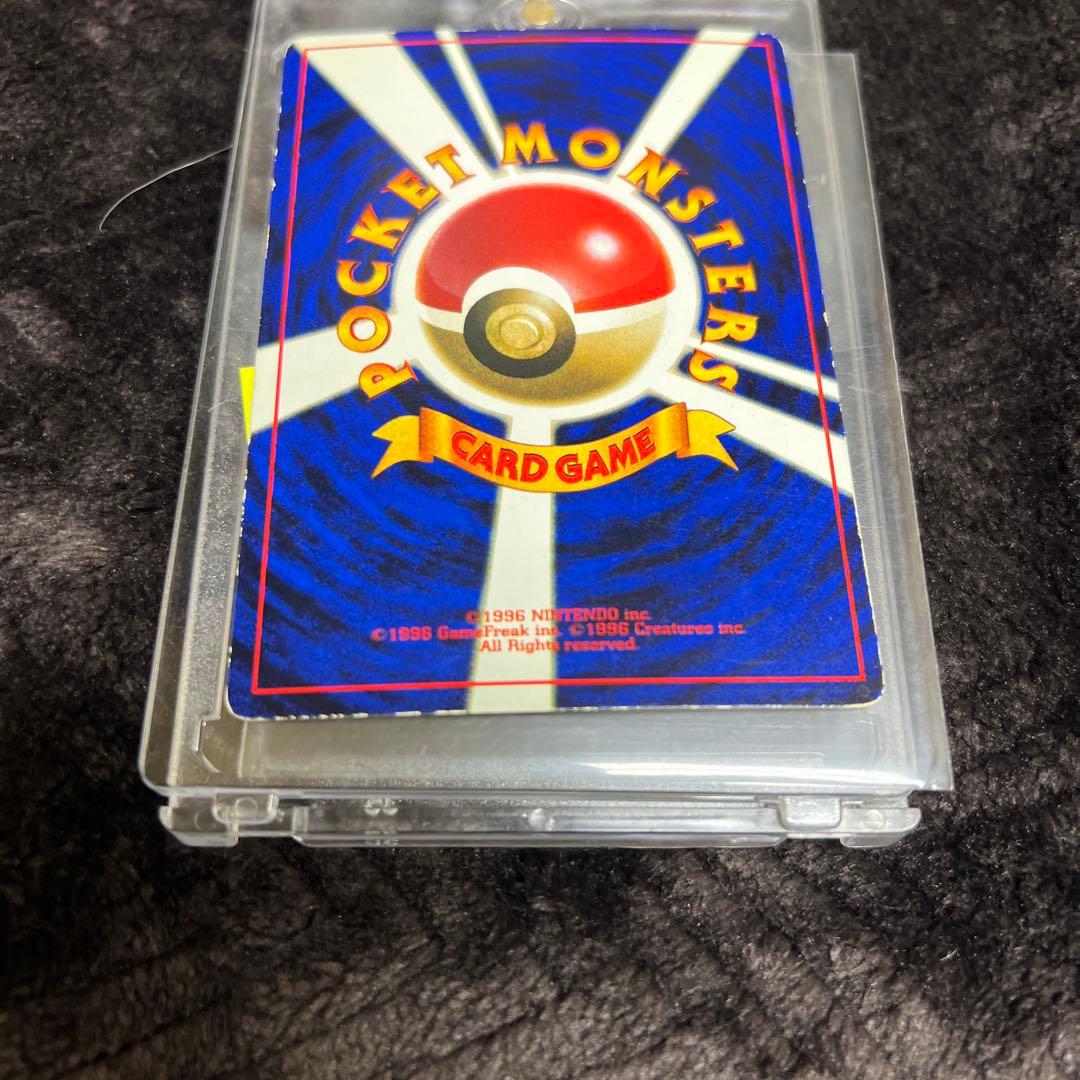 POCKET MONSTERS
CARD GAME
©1996 NINTENDO inc.
©1996 GameFreak inc. ©1996 Creatures inc.
All Rights reserved.